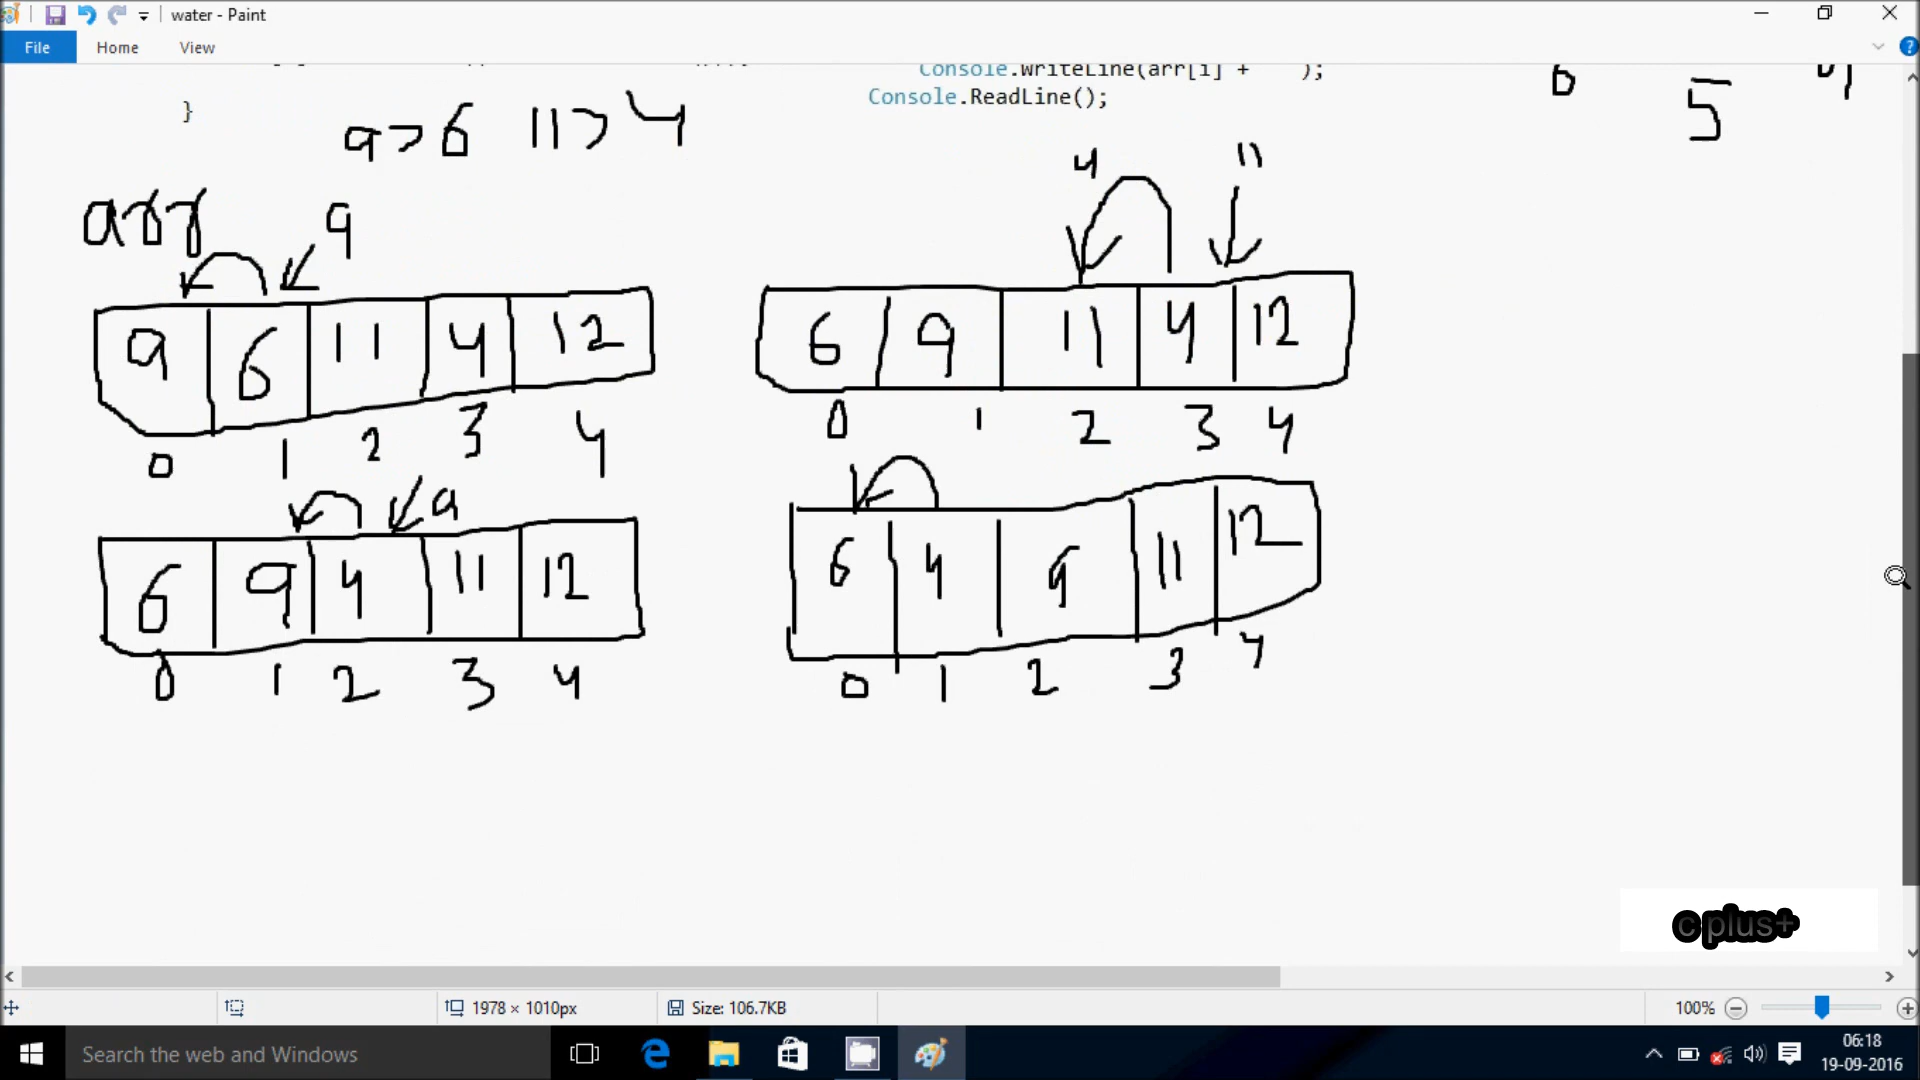 water - Paint
File Home View
Console.WriteLine(arr[i] + );
Console.ReadLine();
}
9>6 11>4
6
5
arr
9
4
11
9 6 11 4 12
0 1 2 3 4
6 9 11 4 12
0 1 2 3 4
9
6 9 4 11 12
0 1 2 3 4
6 4 9 11 12
0 1 2 3 4
c plus+
1978 × 1010px
Size: 106.7KB
100%
Search the web and Windows
06:18
19-09-2016